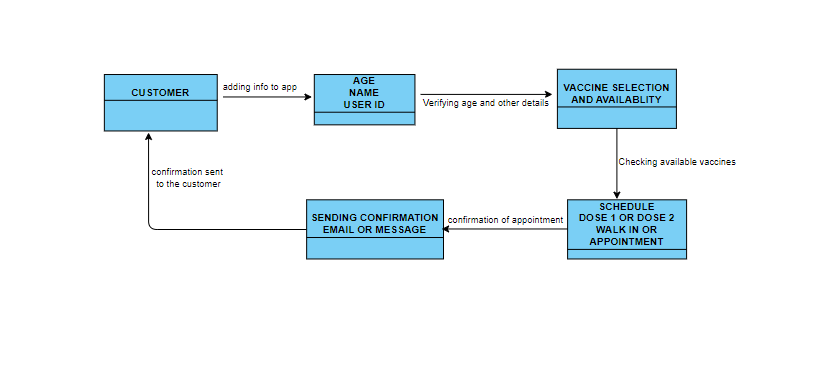 CUSTOMER
adding info to app
AGE
NAME
USER ID
Verifying age and other details
VACCINE SELECTION
AND AVAILABLITY
Checking available vaccines
SCHEDULE
DOSE 1 OR DOSE 2
WALK IN OR
APPOINTMENT
confirmation of appointment
SENDING CONFIRMATION
EMAIL OR MESSAGE
confirmation sent
to the customer